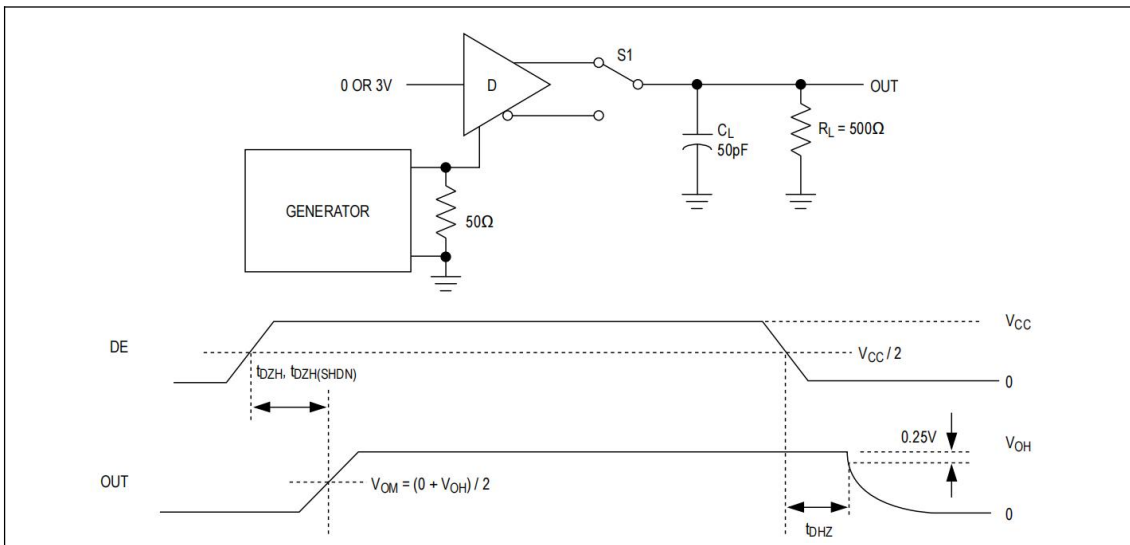 S1
0 OR 3V
D
OUT
C_L
50pF
R_L = 500Ω
GENERATOR
50Ω
V_CC
DE
V_CC / 2
t_DZH, t_DZH(SHDN)
0
0.25V
V_OH
OUT
V_OM = (0 + V_OH) / 2
0
t_DHZ